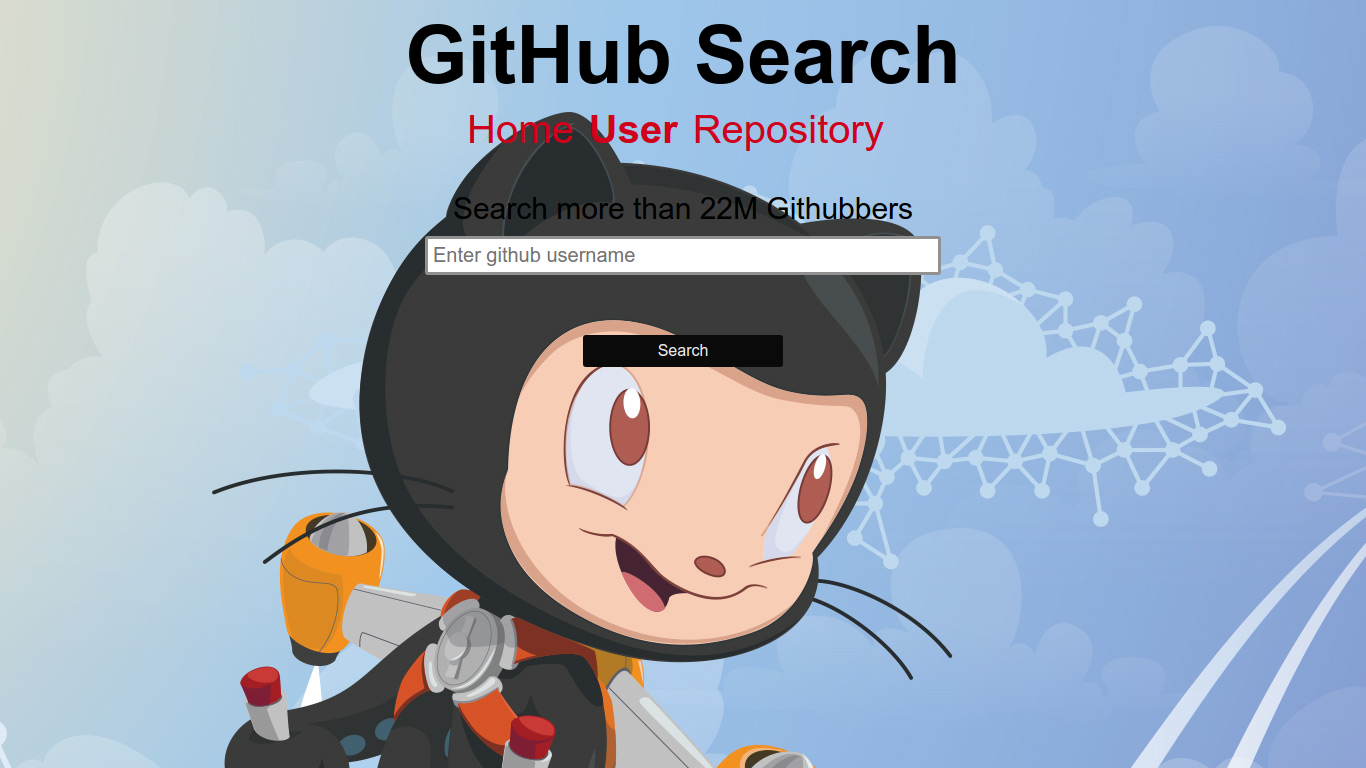 GitHub Search
Home User Repository
Search more than 22M Githubbers
Enter github username
Search